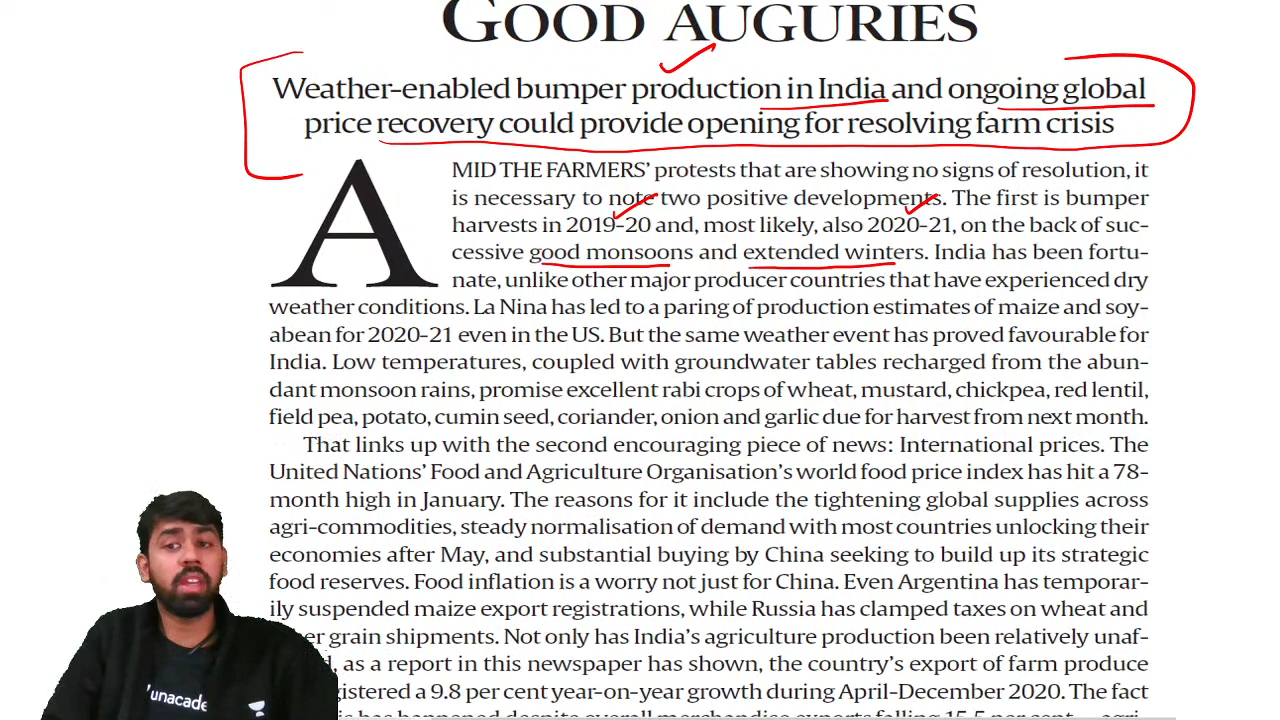 GOOD AUGURIES
Weather-enabled bumper production in India and ongoing global
price recovery could provide opening for resolving farm crisis
AMID THE FARMERS' protests that are showing no signs of resolution, it
is necessary to note two positive developments. The first is bumper
harvests in 2019-20 and, most likely, also 2020-21, on the back of suc-
cessive good monsoons and extended winters. India has been fortu-
nate, unlike other major producer countries that have experienced dry
weather conditions. La Nina has led to a paring of production estimates of maize and soy-
abean for 2020-21 even in the US. But the same weather event has proved favourable for
India. Low temperatures, coupled with groundwater tables recharged from the abun-
dant monsoon rains, promise excellent rabi crops of wheat, mustard, chickpea, red lentil,
field pea, potato, cumin seed, coriander, onion and garlic due for harvest from next month.
That links up with the second encouraging piece of news: International prices. The
United Nations' Food and Agriculture Organisation's world food price index has hit a 78-
month high in January. The reasons for it include the tightening global supplies across
agri-commodities, steady normalisation of demand with most countries unlocking their
economies after May, and substantial buying by China seeking to build up its strategic
food reserves. Food inflation is a worry not just for China. Even Argentina has temporar-
ily suspended maize export registrations, while Russia has clamped taxes on wheat and
grain shipments. Not only has India's agriculture production been relatively unaf-
, as a report in this newspaper has shown, the country's export of farm produce
gistered a 9.8 per cent year-on-year growth during April-December 2020. The fact
has happened despite overall merchandise exports falling 15.5 per cent
unacade